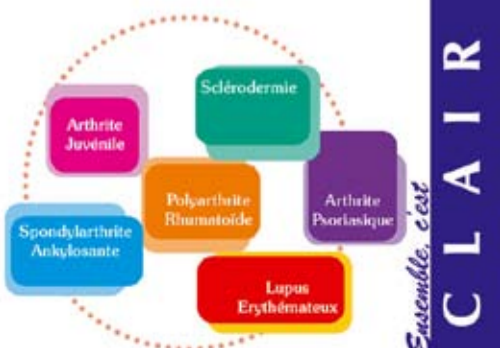 Sclérodermie
Arthrite
Juvénile
Polyarthrite
Rhumatoïde
Arthrite
Psoriasique
Spondylarthrite
Ankylosante
Lupus
Erythémateux
Ensemble, c'est
CLAIR